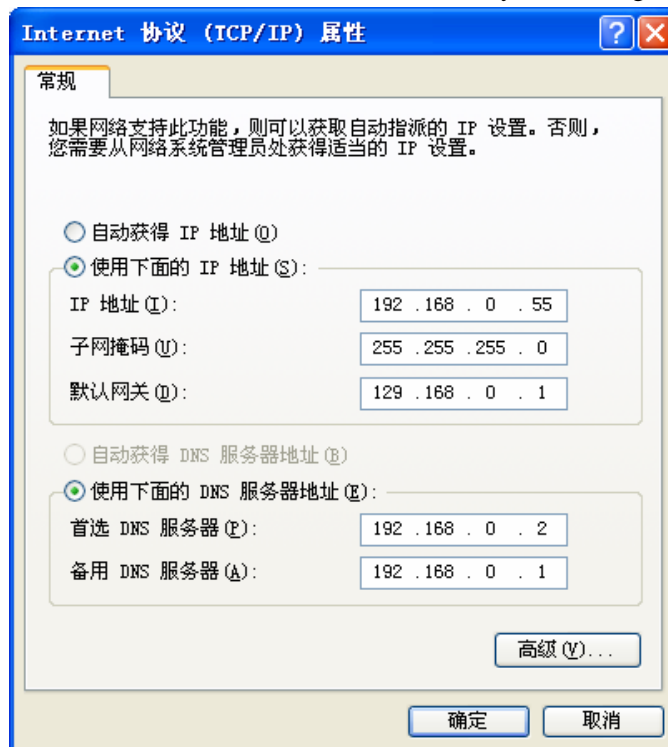 Internet 协议 (TCP/IP) 属性
常规
如果网络支持此功能，则可以获取自动指派的 IP 设置。否则，
您需要从网络系统管理员处获得适当的 IP 设置。
自动获得 IP 地址(O)
使用下面的 IP 地址(S):
IP 地址(I): 192 .168 . 0 . 55
子网掩码(U): 255 .255 .255 . 0
默认网关(D): 129 .168 . 0 . 1
自动获得 DNS 服务器地址(B)
使用下面的 DNS 服务器地址(E):
首选 DNS 服务器(P): 192 .168 . 0 . 2
备用 DNS 服务器(A): 192 .168 . 0 . 1
高级(V)...
确定 取消